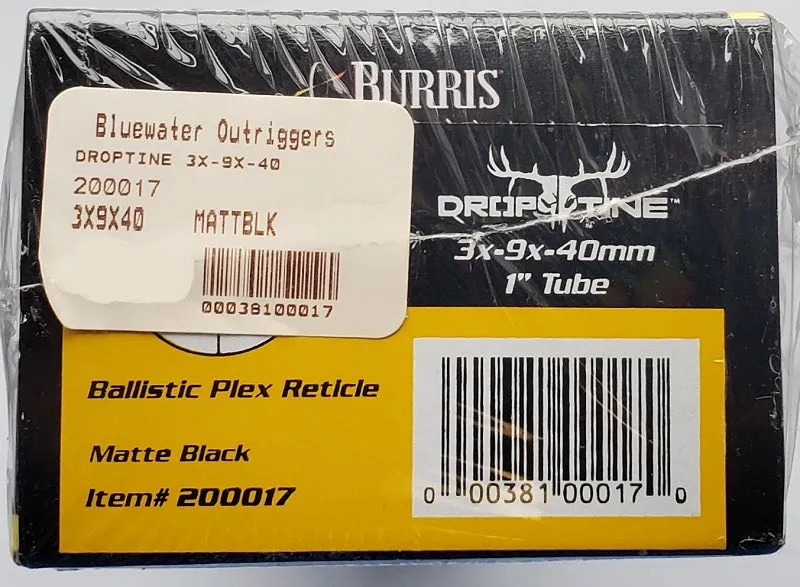 BURRIS
Bluewater Outriggers
DROPTINE 3X-9X-40
200017
3X9X40 MATTBLK
00038100017
DROPTINE™
3x-9x-40mm
1" Tube
Ballistic Plex Reticle
Matte Black
Item# 200017
0 00381 00017 0